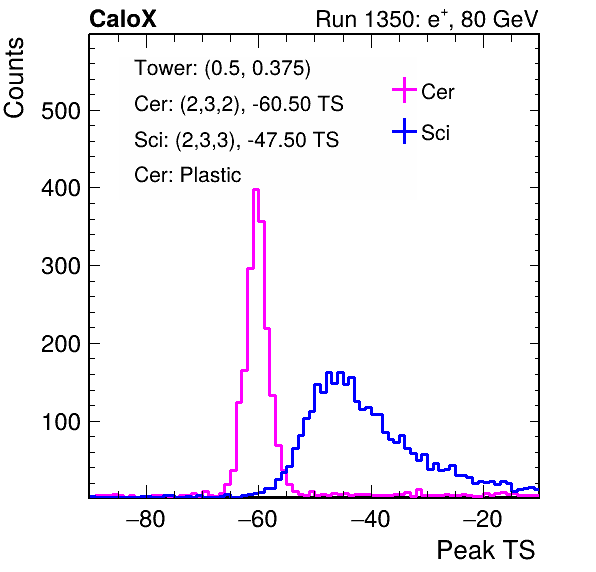 CaloX Run 1350: e⁺, 80 GeV
Counts
Tower: (0.5, 0.375)
Cer: (2,3,2), -60.50 TS
Sci: (2,3,3), -47.50 TS
Cer: Plastic
Cer
Sci
500
400
300
200
100
−80 −60 −40 −20
Peak TS